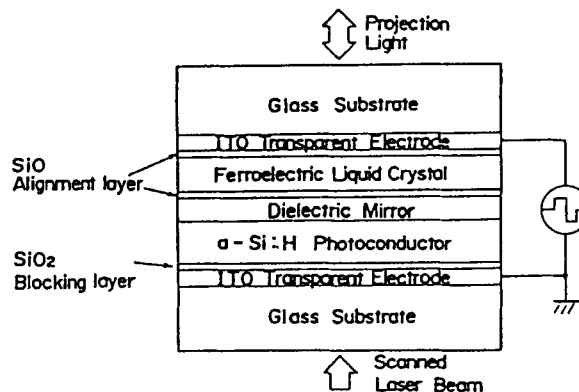 Projection
Light
Glass Substrate
ITO Transparent Electrode
SiO
Alignment layer
Ferroelectric Liquid Crystal
Dielectric Mirror
a-Si:H Photoconductor
SiO₂
Blocking layer
ITO Transparent Electrode
Glass Substrate
Scanned
Laser Beam